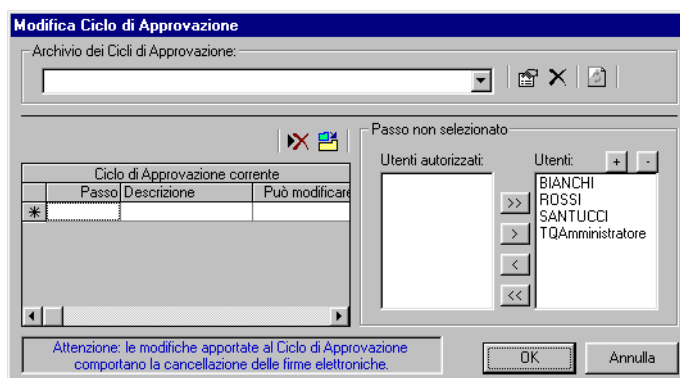 Modifica Ciclo di Approvazione
Archivio dei Cicli di Approvazione:
Passo non selezionato
Utenti autorizzati:
Utenti:
+ -
Ciclo di Approvazione corrente
Passo Descrizione Può modificare
BIANCHI
ROSSI
SANTUCCI
TQAmministratore
>>
>
<
<<
Attenzione: le modifiche apportate al Ciclo di Approvazione
comportano la cancellazione delle firme elettroniche.
OK Annulla